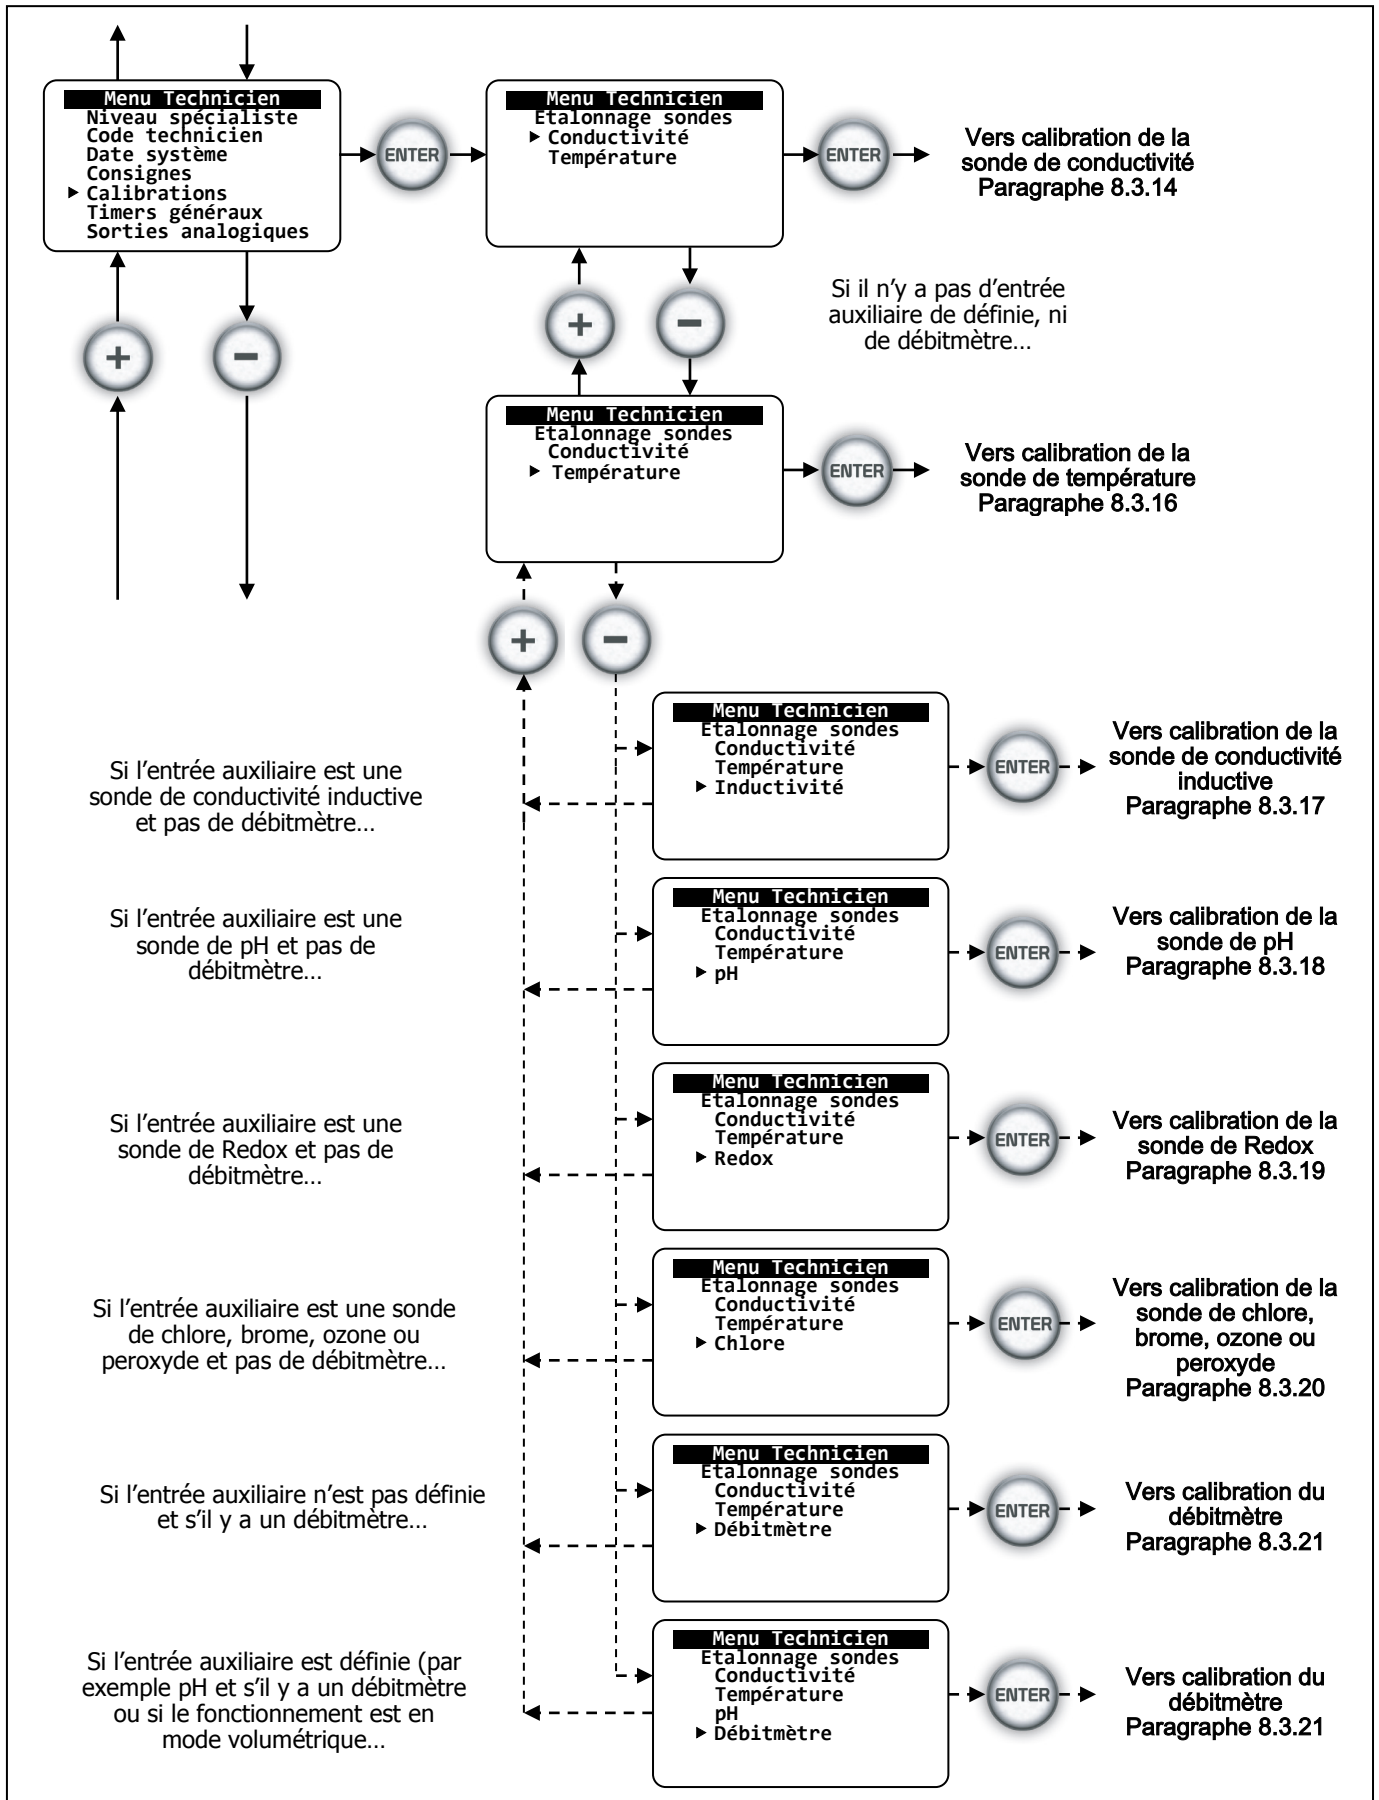 Menu Technicien
Niveau spécialiste
Code technicien
Date système
Consignes
Calibrations
Timers généraux
Sorties analogiques
ENTER
Menu Technicien
Etalonnage sondes
Conductivité
Température
ENTER
Vers calibration de la
sonde de conductivité
Paragraphe 8.3.14
+
−
+
−
Si il n'y a pas d'entrée
auxiliaire de définie, ni
de débitmètre…
Menu Technicien
Etalonnage sondes
Conductivité
Température
ENTER
Vers calibration de la
sonde de température
Paragraphe 8.3.16
+
−
Si l'entrée auxiliaire est une
sonde de conductivité inductive
et pas de débitmètre…
Menu Technicien
Etalonnage sondes
Conductivité
Température
Inductivité
ENTER
Vers calibration de la
sonde de conductivité
inductive
Paragraphe 8.3.17
Si l'entrée auxiliaire est une
sonde de pH et pas de
débitmètre…
Menu Technicien
Etalonnage sondes
Conductivité
Température
pH
ENTER
Vers calibration de la
sonde de pH
Paragraphe 8.3.18
Si l'entrée auxiliaire est une
sonde de Redox et pas de
débitmètre…
Menu Technicien
Etalonnage sondes
Conductivité
Température
Redox
ENTER
Vers calibration de la
sonde de Redox
Paragraphe 8.3.19
Si l'entrée auxiliaire est une sonde
de chlore, brome, ozone ou
peroxyde et pas de débitmètre…
Menu Technicien
Etalonnage sondes
Conductivité
Température
Chlore
ENTER
Vers calibration de la
sonde de chlore,
brome, ozone ou
peroxyde
Paragraphe 8.3.20
Si l'entrée auxiliaire n'est pas définie
et s'il y a un débitmètre…
Menu Technicien
Etalonnage sondes
Conductivité
Température
Débitmètre
ENTER
Vers calibration du
débitmètre
Paragraphe 8.3.21
Si l'entrée auxiliaire est définie (par
exemple pH et s'il y a un débitmètre
ou si le fonctionnement est en
mode volumétrique…
Menu Technicien
Etalonnage sondes
Conductivité
Température
pH
Débitmètre
ENTER
Vers calibration du
débitmètre
Paragraphe 8.3.21